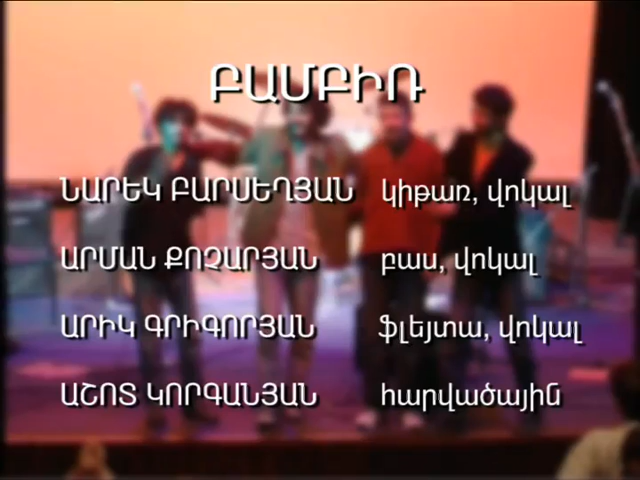 ԲԱՄԲԻՌ
ՆԱՐԵԿ ԲԱՐՍԵՂՅԱՆ կիթառ, վոկալ
ԱՐՄԱՆ ՔՈՉԱՐՅԱՆ բաս, վոկալ
ԱՐԻԿ ԳՐԻԳՈՐՅԱՆ ֆլեյտա, վոկալ
ԱՇՈՏ ԿՈՐԳԱՆՅԱՆ հարվածային